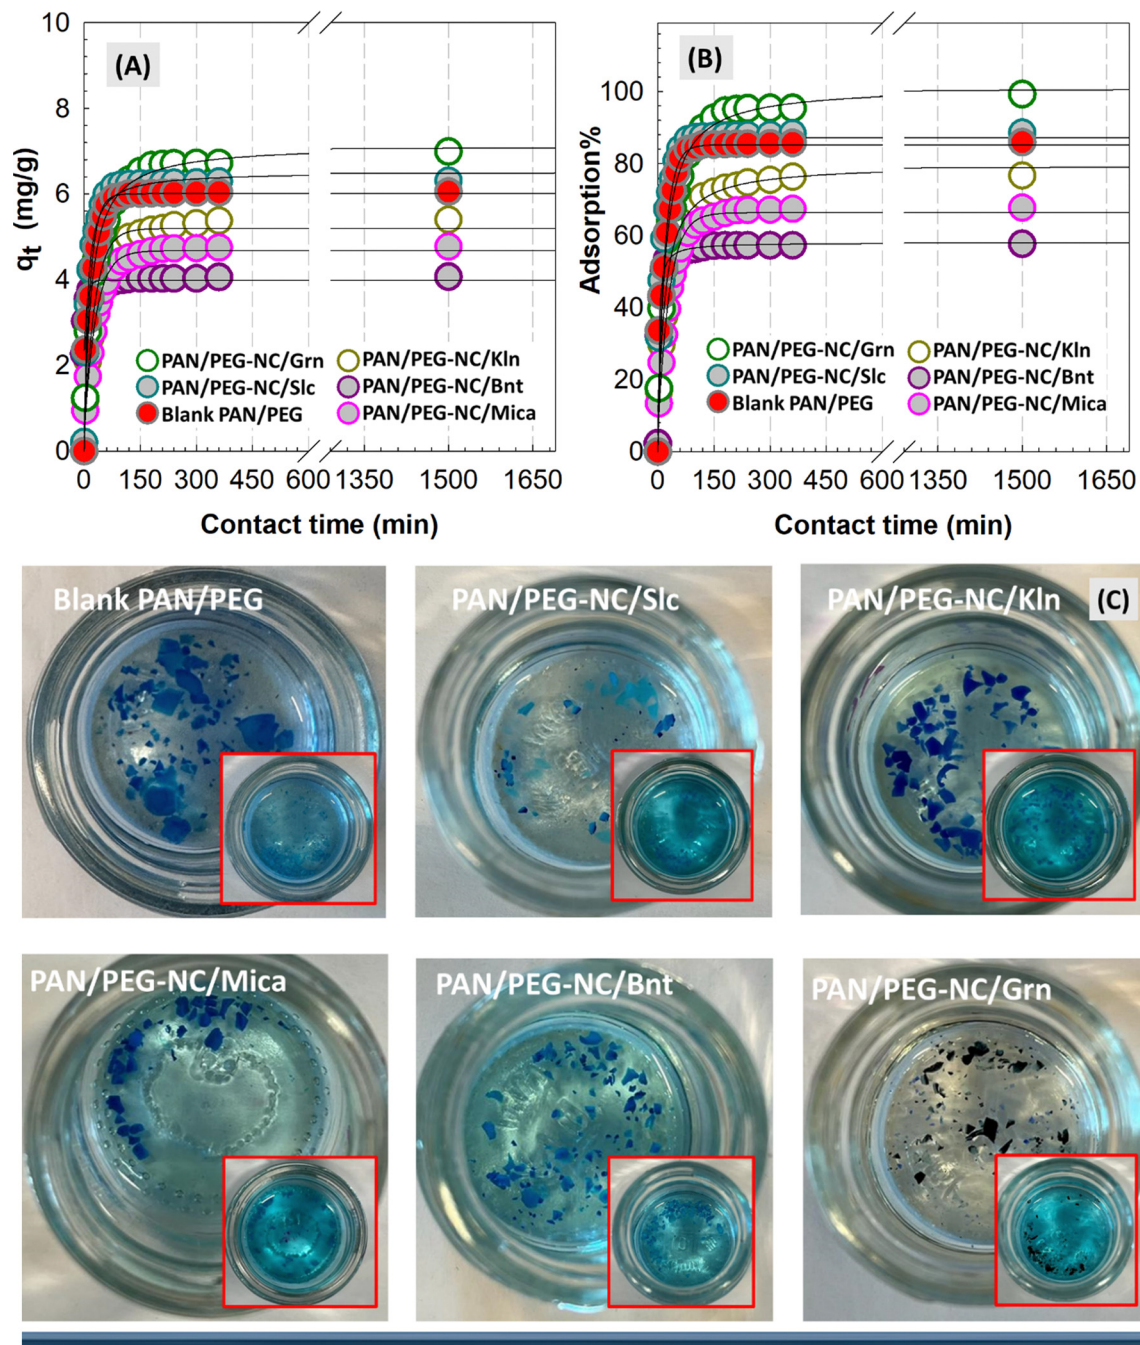 (A)
10
8
6
4
2
0
qt (mg/g)
PAN/PEG-NC/Grn
PAN/PEG-NC/Slc
Blank PAN/PEG
PAN/PEG-NC/Kln
PAN/PEG-NC/Bnt
PAN/PEG-NC/Mica
0 150 300 450 600 1350 1500 1650
Contact time (min)
(B)
100
80
60
40
20
0
Adsorption%
PAN/PEG-NC/Grn
PAN/PEG-NC/Slc
Blank PAN/PEG
PAN/PEG-NC/Kln
PAN/PEG-NC/Bnt
PAN/PEG-NC/Mica
0 150 300 450 600 1350 1500 1650
Contact time (min)
Blank PAN/PEG
PAN/PEG-NC/Slc
PAN/PEG-NC/Kln
(C)
PAN/PEG-NC/Mica
PAN/PEG-NC/Bnt
PAN/PEG-NC/Grn